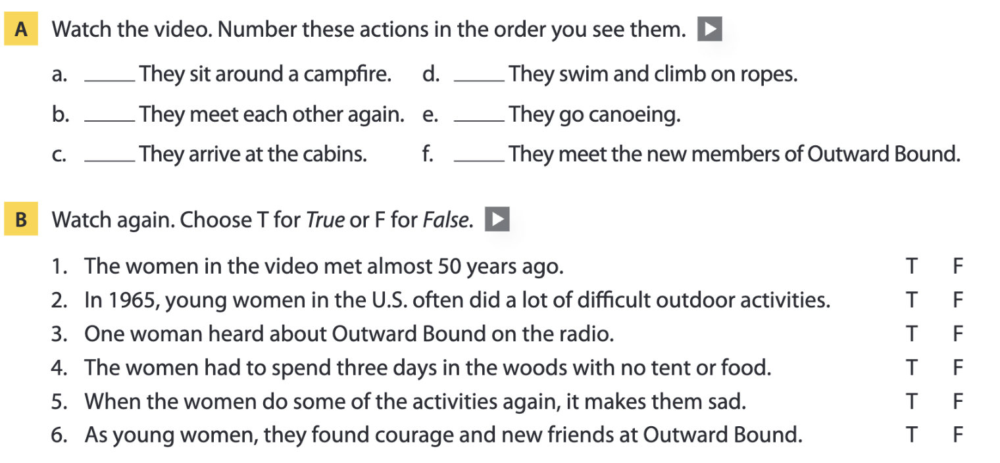 A Watch the video. Number these actions in the order you see them.
a. _____ They sit around a campfire. d. _____ They swim and climb on ropes.
b. _____ They meet each other again. e. _____ They go canoeing.
c. _____ They arrive at the cabins. f. _____ They meet the new members of Outward Bound.
B Watch again. Choose T for True or F for False.
1. The women in the video met almost 50 years ago. T F
2. In 1965, young women in the U.S. often did a lot of difficult outdoor activities. T F
3. One woman heard about Outward Bound on the radio. T F
4. The women had to spend three days in the woods with no tent or food. T F
5. When the women do some of the activities again, it makes them sad. T F
6. As young women, they found courage and new friends at Outward Bound. T F